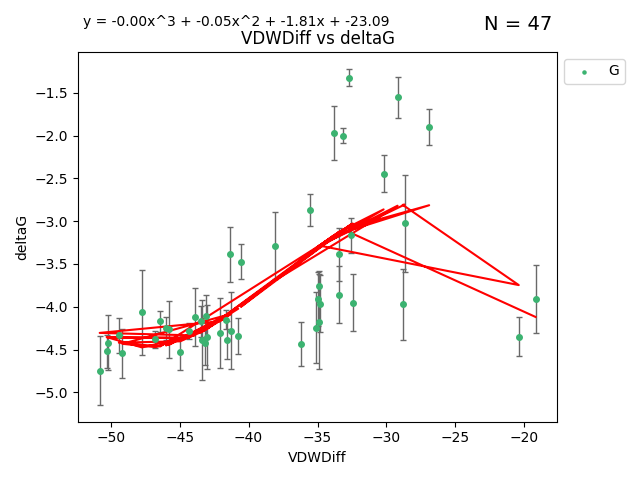 y = -0.00x^3 + -0.05x^2 + -1.81x + -23.09
N = 47
VDWDiff vs deltaG
G
deltaG
−1.5
−2.0
−2.5
−3.0
−3.5
−4.0
−4.5
−5.0
−50 −45 −40 −35 −30 −25 −20
VDWDiff